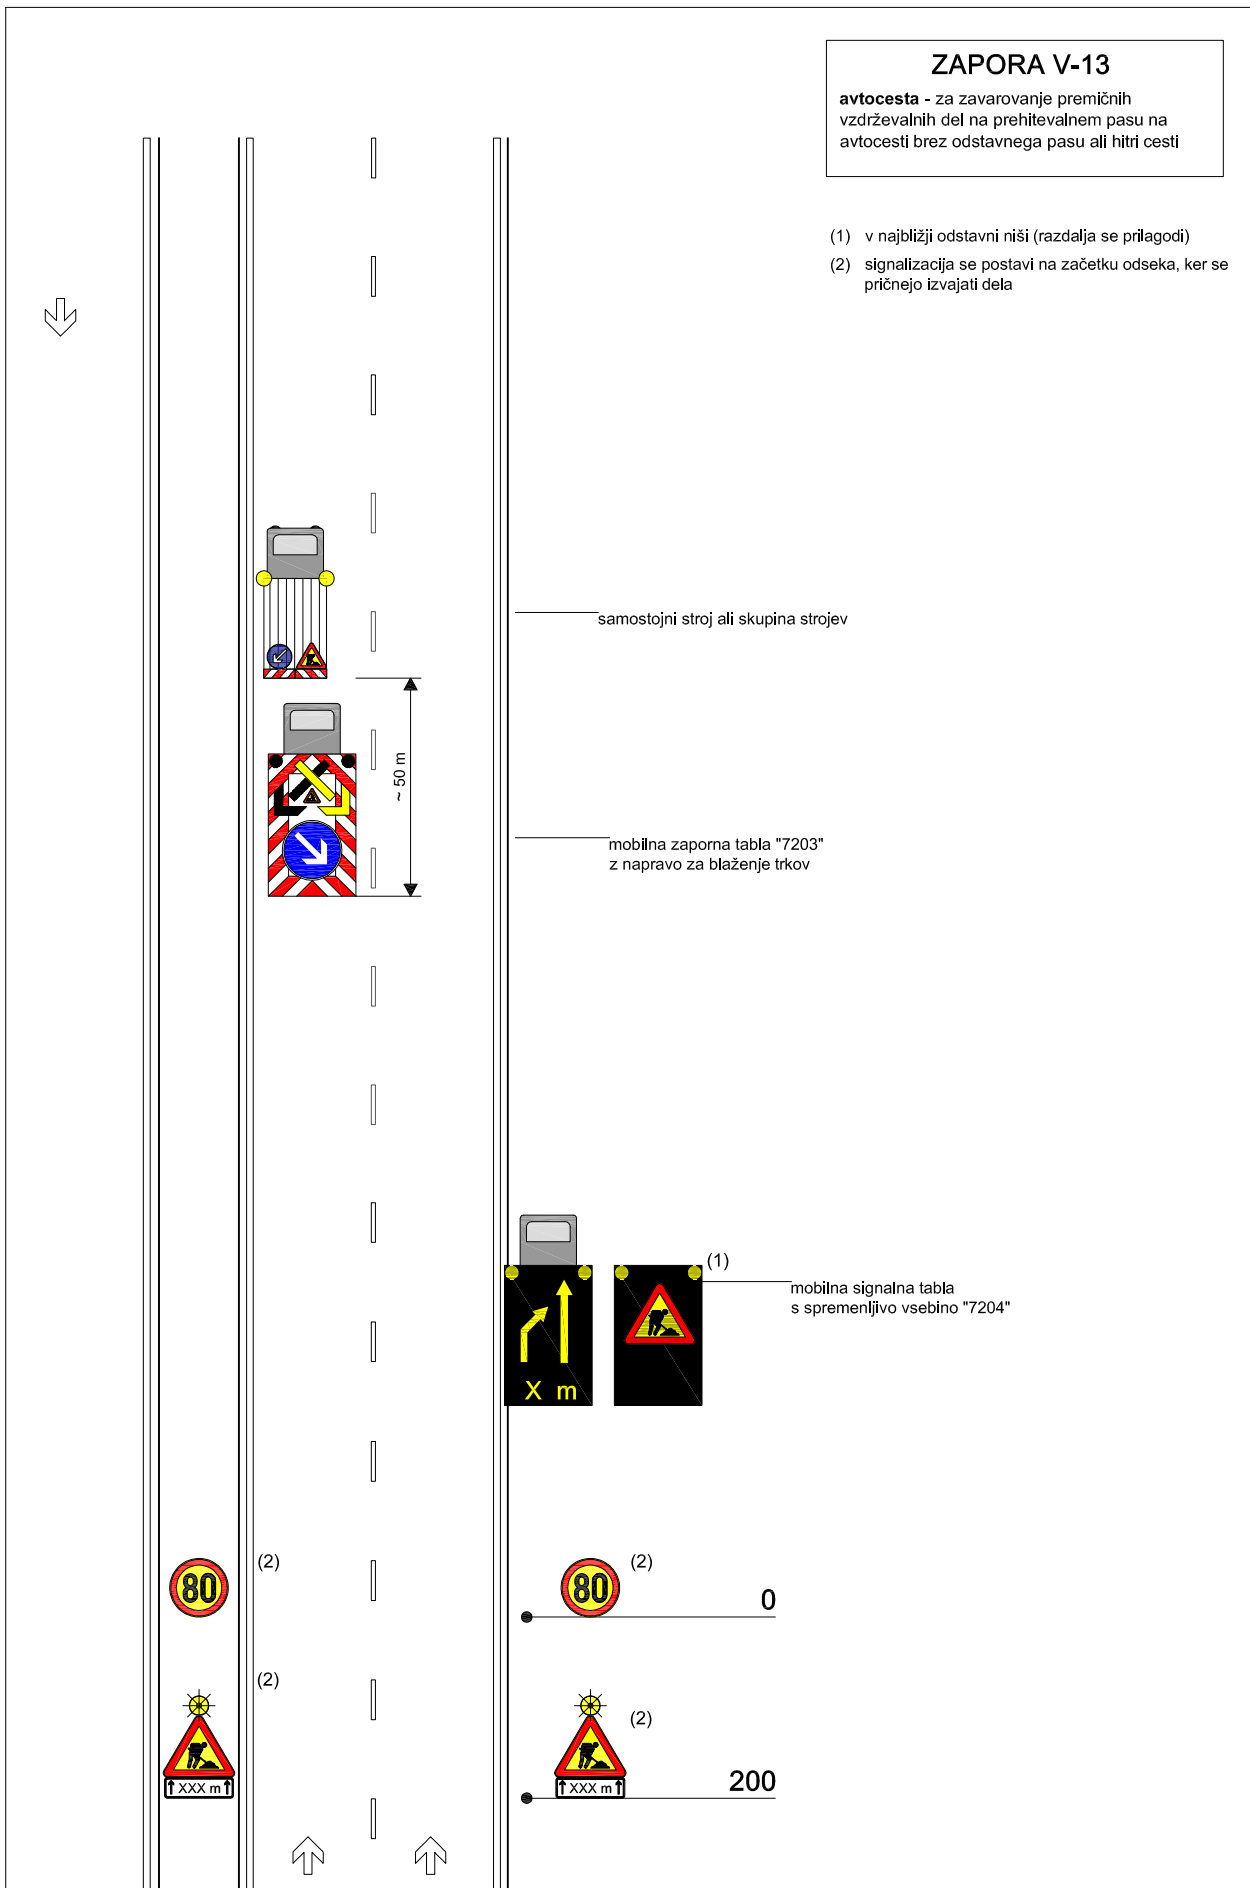 ZAPORA V-13
avtocesta - za zavarovanje premičnih
vzdrževalnih del na prehitevalnem pasu na
avtocesti brez odstavnega pasu ali hitri cesti
(1) v najbližji odstavni niši (razdalja se prilagodi)
(2) signalizacija se postavi na začetku odseka, ker se
pričnejo izvajati dela
samostojni stroj ali skupina strojev
~ 50 m
mobilna zaporna tabla "7203"
z napravo za blaženje trkov
(1)
mobilna signalna tabla
s spremenljivo vsebino "7204"
X m
80
(2)
80
(2)
0
(2)
(2)
XXX m
XXX m
200